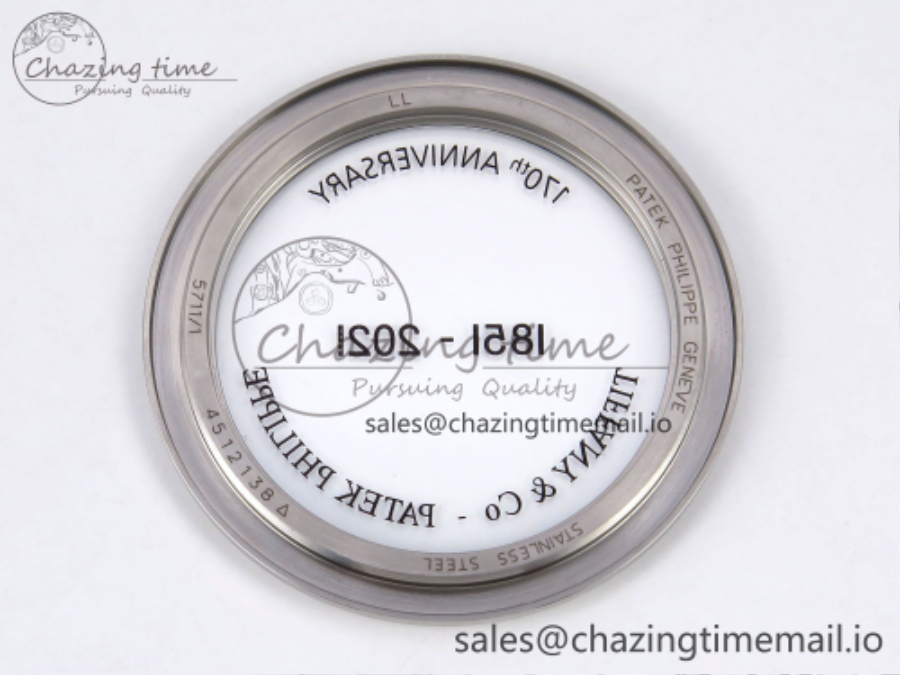 Chazing time
Pursuing Quality
LL
170th ANNIVERSARY
PATEK PHILIPPE GENEVE
5711/1
1851 - 2021
Chazing time
Pursuing Quality
sales@chazingtimemail.io
4512138 Δ
PATEK PHILIPPE - TIFFANY & Co
STAINLESS STEEL
sales@chazingtimemail.io